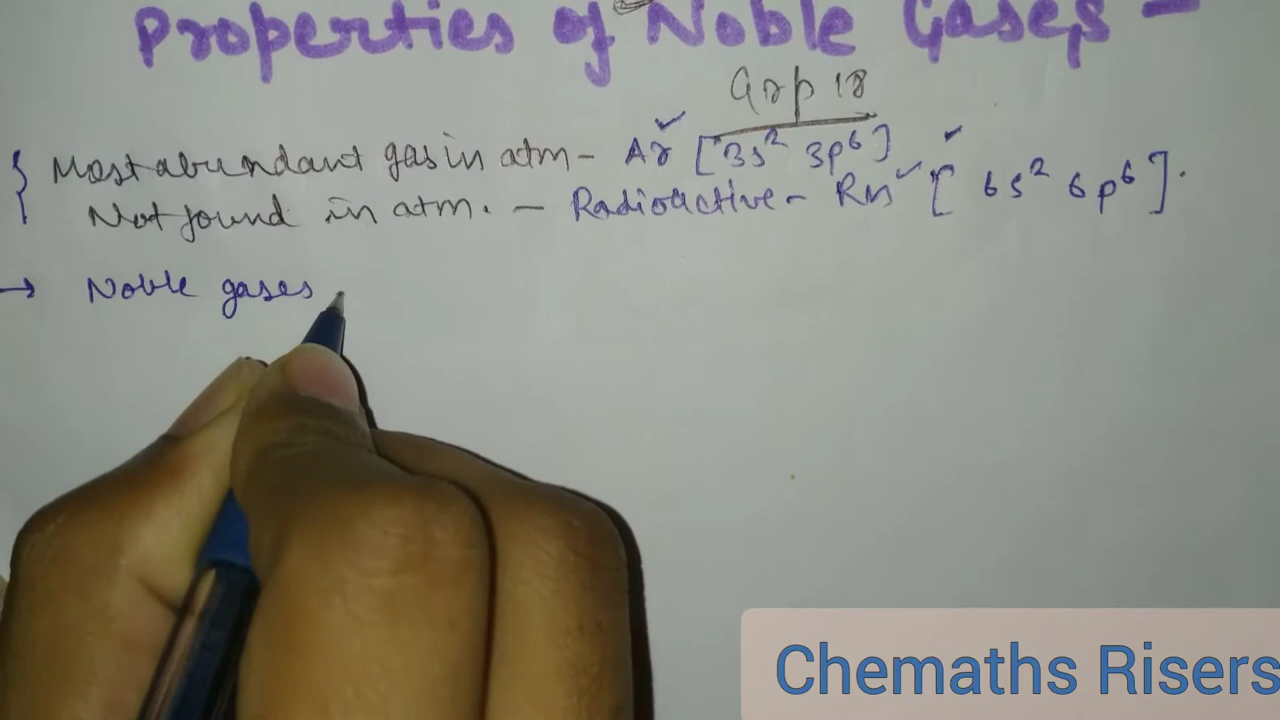 Properties of Noble Gases -
Grp 18
Most abundant gas in atm - Ar [3s² 3p⁶]
Not found in atm. - Radioactive - Rn [6s² 6p⁶].
→ Noble gases
Chemaths Risers